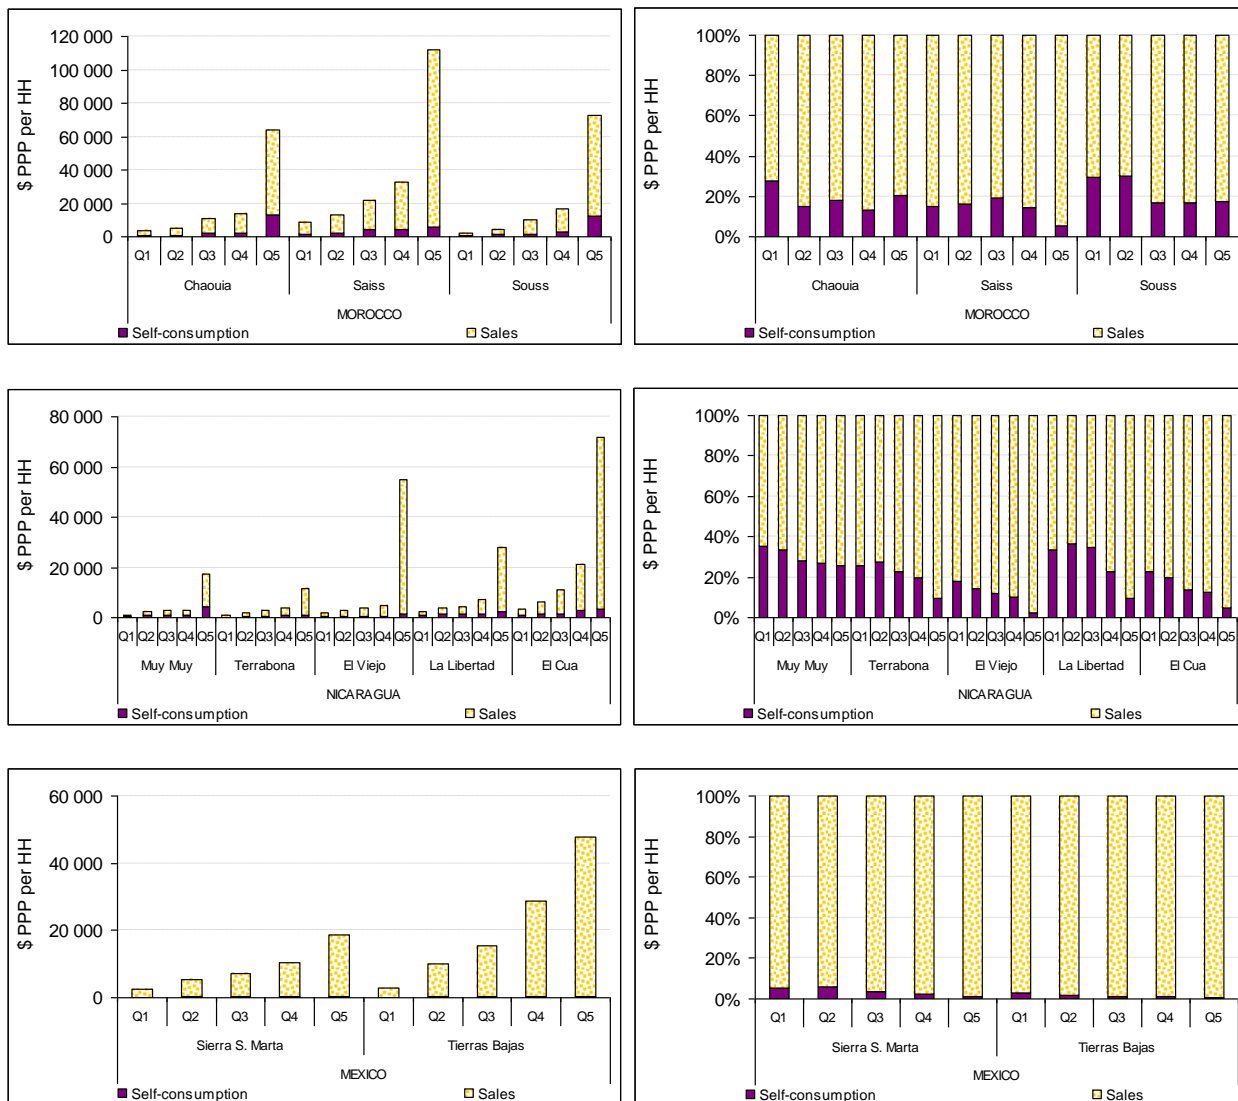 120 000
100 000
80 000
60 000
40 000
20 000
0
$ PPP per HH
Q1 Q2 Q3 Q4 Q5 Q1 Q2 Q3 Q4 Q5 Q1 Q2 Q3 Q4 Q5
Chaouia Saiss Souss
MOROCCO
Self-consumption Sales
100%
80%
60%
40%
20%
0%
$ PPP per HH
Q1 Q2 Q3 Q4 Q5 Q1 Q2 Q3 Q4 Q5 Q1 Q2 Q3 Q4 Q5
Chaouia Saiss Souss
MOROCCO
Self-consumption Sales
80 000
60 000
40 000
20 000
0
$ PPP per HH
Q1 Q2 Q3 Q4 Q5 Q1 Q2 Q3 Q4 Q5 Q1 Q2 Q3 Q4 Q5 Q1 Q2 Q3 Q4 Q5 Q1 Q2 Q3 Q4 Q5
Muy Muy Terrabona El Viejo La Libertad El Cua
NICARAGUA
Self-consumption Sales
100%
80%
60%
40%
20%
0%
$ PPP per HH
Q1 Q2 Q3 Q4 Q5 Q1 Q2 Q3 Q4 Q5 Q1 Q2 Q3 Q4 Q5 Q1 Q2 Q3 Q4 Q5 Q1 Q2 Q3 Q4 Q5
Muy Muy Terrabona El Viejo La Libertad El Cua
NICARAGUA
Self-consumption Sales
60 000
40 000
20 000
0
$ PPP per HH
Q1 Q2 Q3 Q4 Q5 Q1 Q2 Q3 Q4 Q5
Sierra S. Marta Tierras Bajas
MEXICO
Self-consumption Sales
100%
80%
60%
40%
20%
0%
$ PPP per HH
Q1 Q2 Q3 Q4 Q5 Q1 Q2 Q3 Q4 Q5
Sierra S. Marta Tierras Bajas
MEXICO
Self-consumption Sales